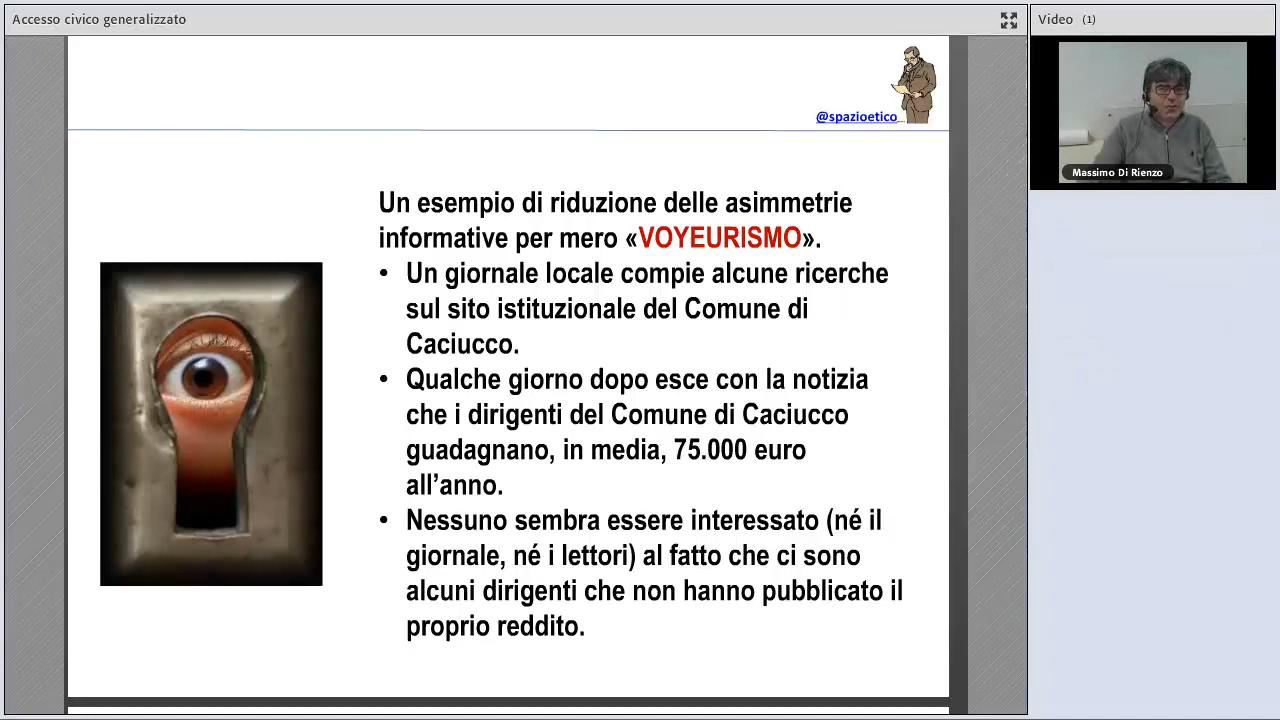 Accesso civico generalizzato
Video (1)
@spazioetico
Massimo Di Rienzo
Un esempio di riduzione delle asimmetrie
informative per mero «VOYEURISMO».
• Un giornale locale compie alcune ricerche
sul sito istituzionale del Comune di
Caciucco.
• Qualche giorno dopo esce con la notizia
che i dirigenti del Comune di Caciucco
guadagnano, in media, 75.000 euro
all’anno.
• Nessuno sembra essere interessato (né il
giornale, né i lettori) al fatto che ci sono
alcuni dirigenti che non hanno pubblicato il
proprio reddito.